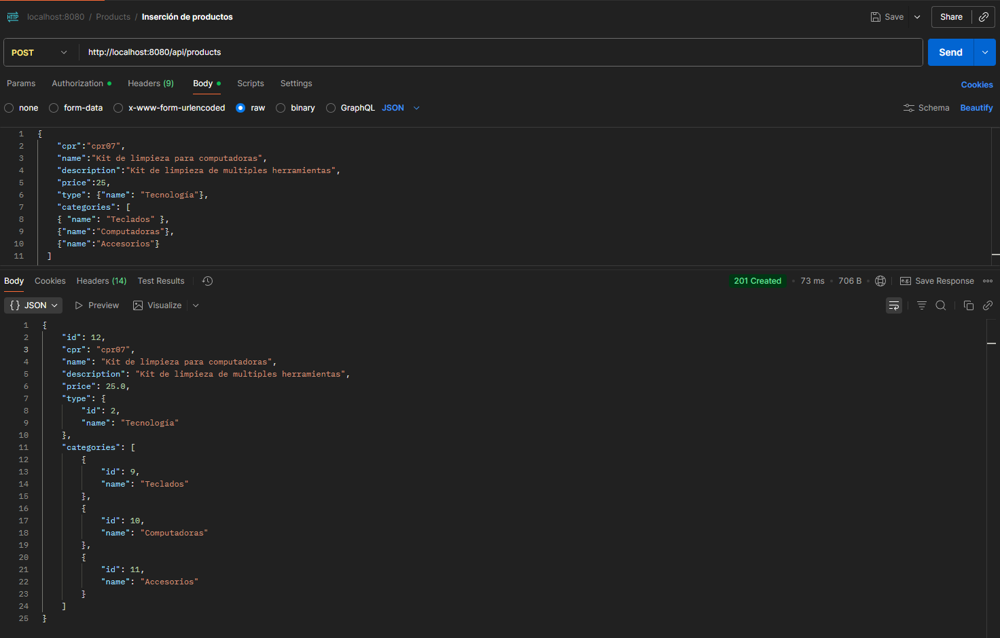 HTTP localhost:8080 / Products / Inserción de productos Save Share
POST http://localhost:8080/api/products Send
Params Authorization Headers (9) Body Scripts Settings Cookies
none form-data x-www-form-urlencoded raw binary GraphQL JSON Schema Beautify
1 {
2 "cpr":"cpr07",
3 "name":"Kit de limpieza para computadoras",
4 "description":"Kit de limpieza de multiples herramientas",
5 "price":25,
6 "type": {"name": "Tecnología"},
7 "categories": [
8 { "name": "Teclados" },
9 {"name":"Computadoras"},
10 {"name":"Accesorios"}
11 ]
Body Cookies Headers (14) Test Results 201 Created 73 ms 706 B e.g. Save Response
{} JSON Preview Visualize
1 {
2 "id": 12,
3 "cpr": "cpr07",
4 "name": "Kit de limpieza para computadoras",
5 "description": "Kit de limpieza de multiples herramientas",
6 "price": 25.0,
7 "type": {
8 "id": 2,
9 "name": "Tecnología"
10 },
11 "categories": [
12 {
13 "id": 9,
14 "name": "Teclados"
15 },
16 {
17 "id": 10,
18 "name": "Computadoras"
19 },
20 {
21 "id": 11,
22 "name": "Accesorios"
23 }
24 ]
25 }